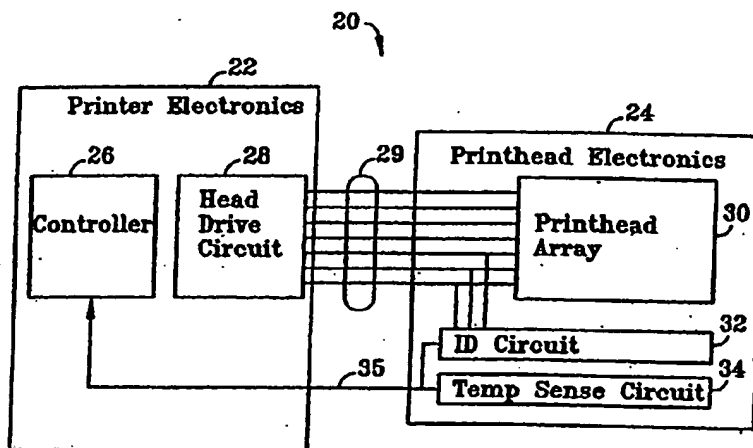 20
22
Printer Electronics
24
Printhead Electronics
26
28
29
Controller
Head
Drive
Circuit
Printhead
Array
30
32
ID Circuit
35
Temp Sense Circuit
34